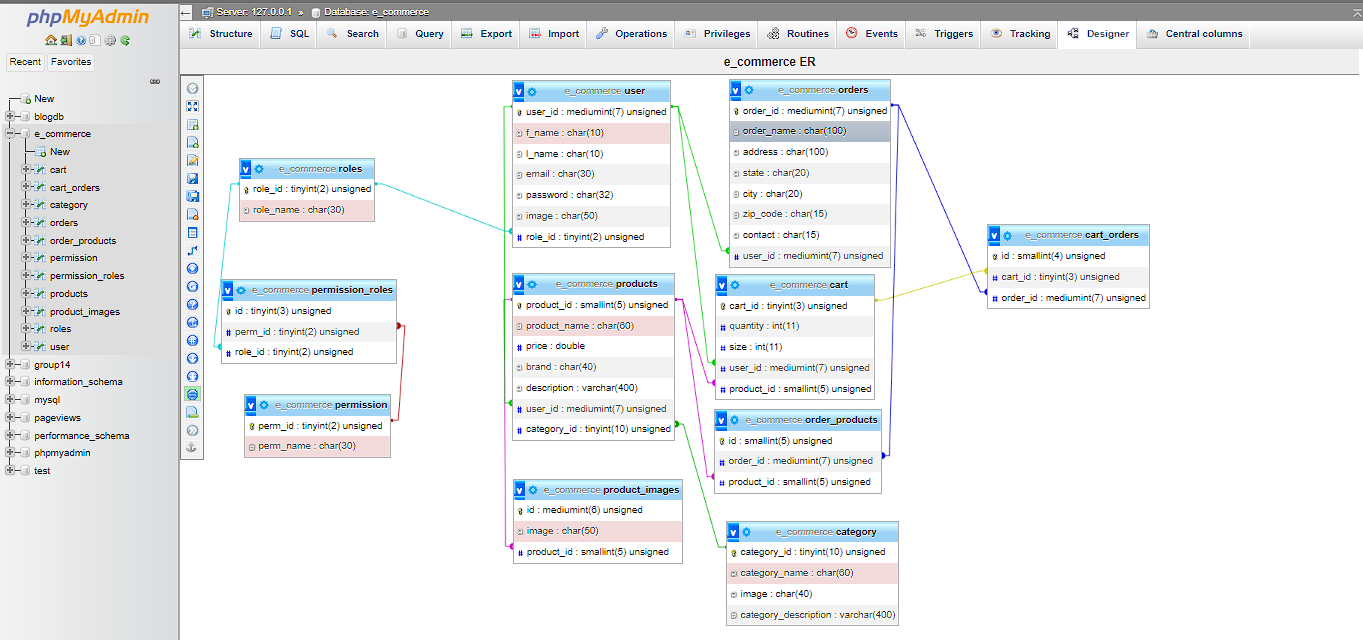 phpMyAdmin
Recent Favorites
New
blogdb
e_commerce
New
cart
cart_orders
category
orders
order_products
permission
permission_roles
products
product_images
roles
user
group14
information_schema
mysql
pageviews
performance_schema
phpmyadmin
test
Server: 127.0.0.1 » Database: e_commerce
Structure SQL Search Query Export Import Operations Privileges Routines Events Triggers Tracking Designer Central columns
e_commerce ER
v e_commerce roles
role_id : tinyint(2) unsigned
role_name : char(30)
v e_commerce permission_roles
id : tinyint(3) unsigned
# perm_id : tinyint(2) unsigned
# role_id : tinyint(2) unsigned
v e_commerce permission
perm_id : tinyint(2) unsigned
perm_name : char(30)
v e_commerce user
user_id : mediumint(7) unsigned
f_name : char(10)
l_name : char(10)
email : char(30)
password : char(32)
image : char(50)
# role_id : tinyint(2) unsigned
v e_commerce products
product_id : smallint(5) unsigned
product_name : char(60)
# price : double
brand : char(40)
description : varchar(400)
# user_id : mediumint(7) unsigned
# category_id : tinyint(10) unsigned
v e_commerce product_images
id : mediumint(6) unsigned
image : char(50)
# product_id : smallint(5) unsigned
v e_commerce orders
order_id : mediumint(7) unsigned
order_name : char(100)
address : char(100)
state : char(20)
city : char(20)
zip_code : char(15)
contact : char(15)
# user_id : mediumint(7) unsigned
v e_commerce cart
cart_id : tinyint(3) unsigned
# quantity : int(11)
# size : int(11)
# user_id : mediumint(7) unsigned
# product_id : smallint(5) unsigned
v e_commerce order_products
id : smallint(5) unsigned
# order_id : mediumint(7) unsigned
# product_id : smallint(5) unsigned
v e_commerce category
category_id : tinyint(10) unsigned
category_name : char(60)
image : char(40)
category_description : varchar(400)
v e_commerce cart_orders
id : smallint(4) unsigned
# cart_id : tinyint(3) unsigned
# order_id : mediumint(7) unsigned